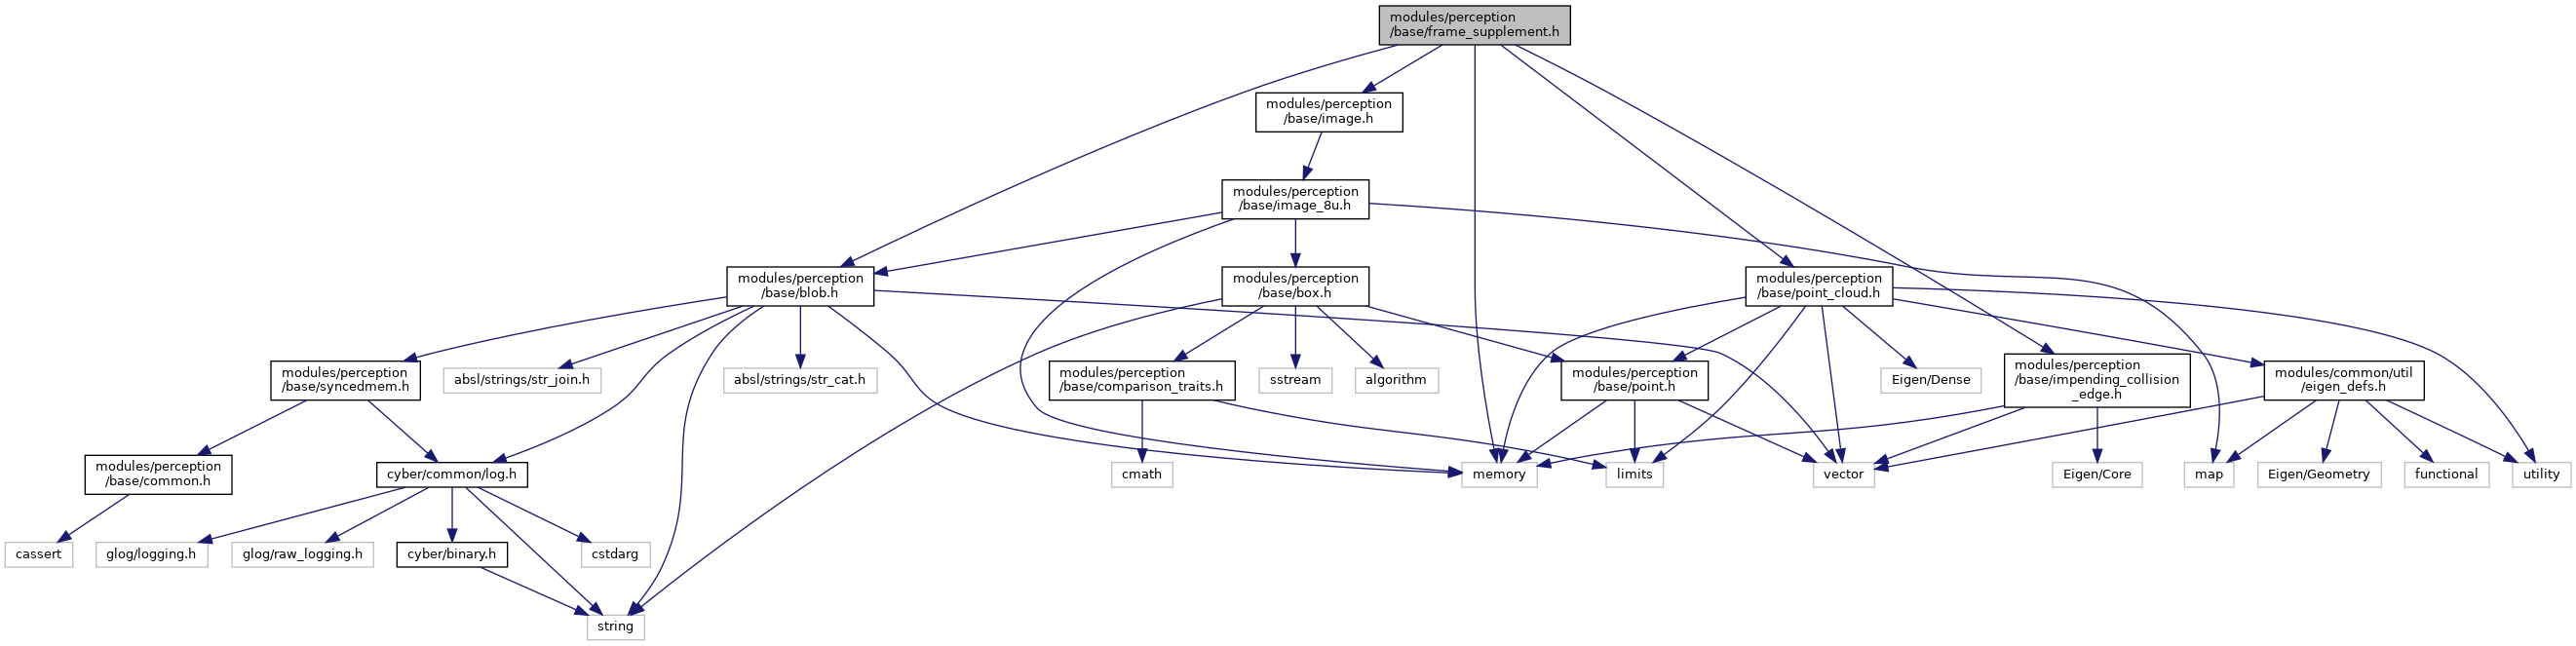 modules/perception
/base/frame_supplement.h
modules/perception
/base/image.h
modules/perception
/base/image_8u.h
modules/perception
/base/blob.h
modules/perception
/base/box.h
modules/perception
/base/point_cloud.h
modules/perception
/base/syncedmem.h
absl/strings/str_join.h
absl/strings/str_cat.h
modules/perception
/base/comparison_traits.h
sstream
algorithm
modules/perception
/base/point.h
Eigen/Dense
modules/perception
/base/impending_collision
_edge.h
modules/common/util
/eigen_defs.h
modules/perception
/base/common.h
cyber/common/log.h
cmath
memory
limits
vector
Eigen/Core
map
Eigen/Geometry
functional
utility
cassert
glog/logging.h
glog/raw_logging.h
cyber/binary.h
cstdarg
string